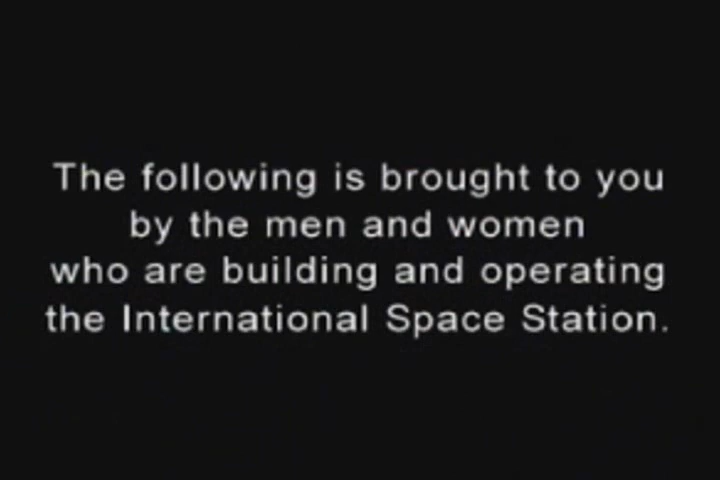 The following is brought to you
by the men and women
who are building and operating
the International Space Station.